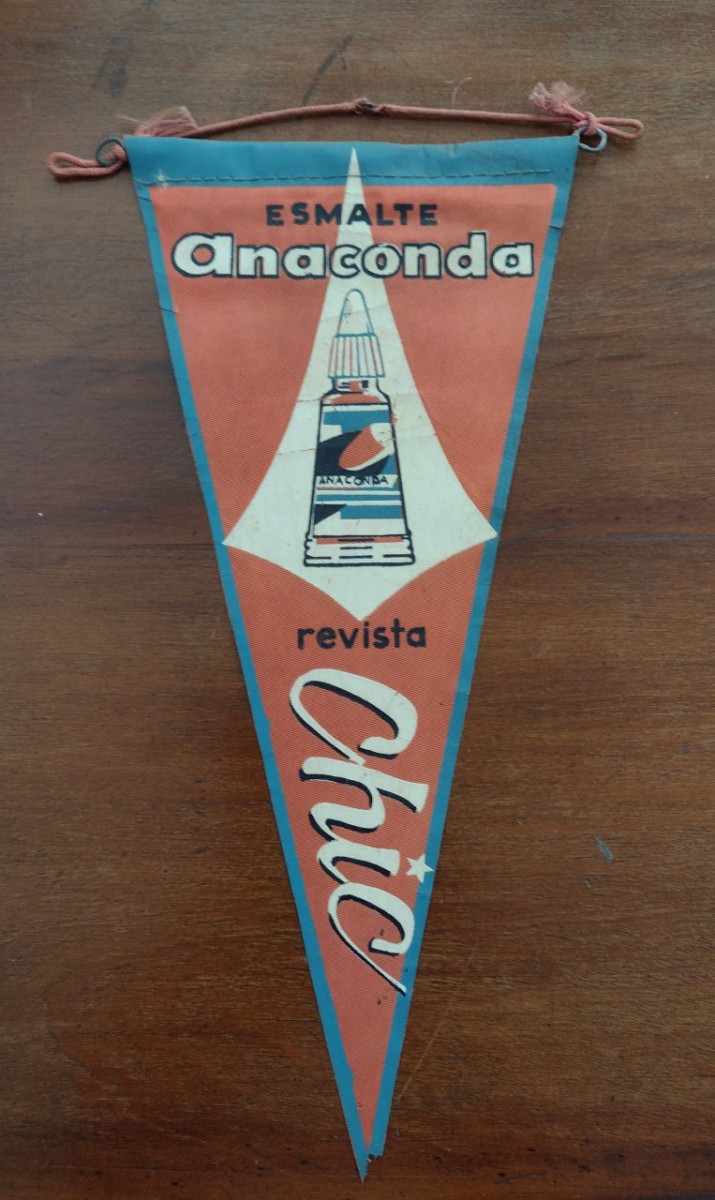 ESMALTE
anaconda
ANACONDA
revista
Chic